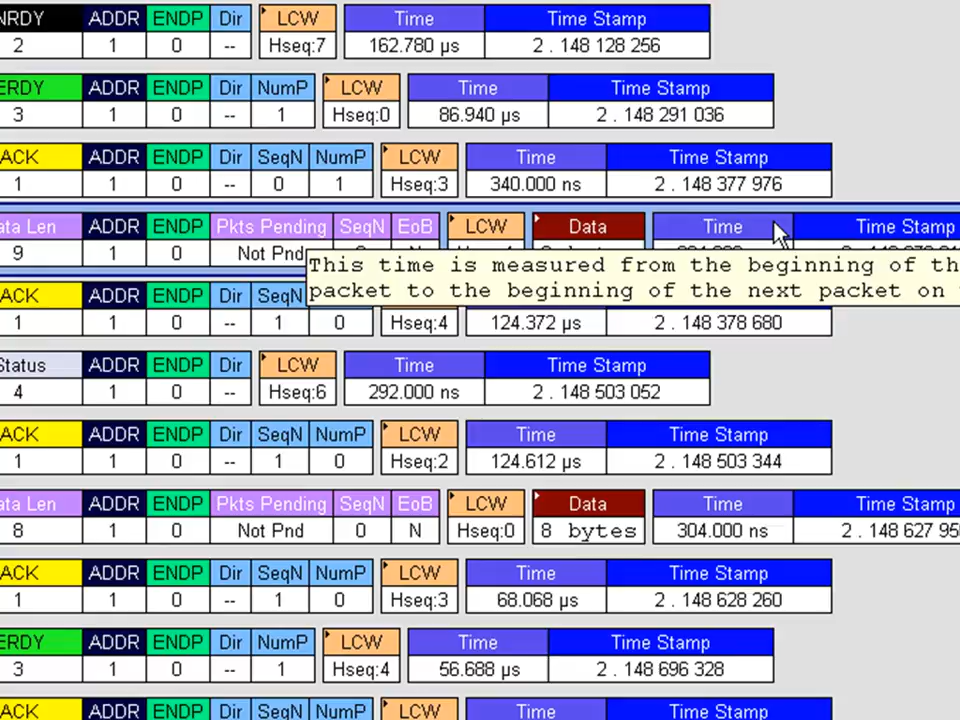 NRDY ADDR ENDP Dir LCW Time Time Stamp
2 1 0 -- Hseq:7 162.780 µs 2 . 148 128 256
ERDY ADDR ENDP Dir NumP LCW Time Time Stamp
3 1 0 -- 1 Hseq:0 86.940 µs 2 . 148 291 036
ACK ADDR ENDP Dir SeqN NumP LCW Time Time Stamp
1 1 0 -- 0 1 Hseq:3 340.000 ns 2 . 148 377 976
ata Len ADDR ENDP Pkts Pending SeqN EoB LCW Data Time Time Stamp
9 1 0 Not Pnd
This time is measured from the beginning of th
packet to the beginning of the next packet on
ACK ADDR ENDP Dir SeqN
1 1 0 -- 1 0 Hseq:4 124.372 µs 2 . 148 378 680
Status ADDR ENDP Dir LCW Time Time Stamp
4 1 0 -- Hseq:6 292.000 ns 2 . 148 503 052
ACK ADDR ENDP Dir SeqN NumP LCW Time Time Stamp
1 1 0 -- 1 0 Hseq:2 124.612 µs 2 . 148 503 344
ata Len ADDR ENDP Pkts Pending SeqN EoB LCW Data Time Time Stamp
8 1 0 Not Pnd 0 N Hseq:0 8 bytes 304.000 ns 2 . 148 627 95
ACK ADDR ENDP Dir SeqN NumP LCW Time Time Stamp
1 1 0 -- 1 0 Hseq:3 68.068 µs 2 . 148 628 260
ERDY ADDR ENDP Dir NumP LCW Time Time Stamp
3 1 0 -- 1 Hseq:4 56.688 µs 2 . 148 696 328
ACK ADDR ENDP Dir SeqN NumP LCW Time Time Stamp